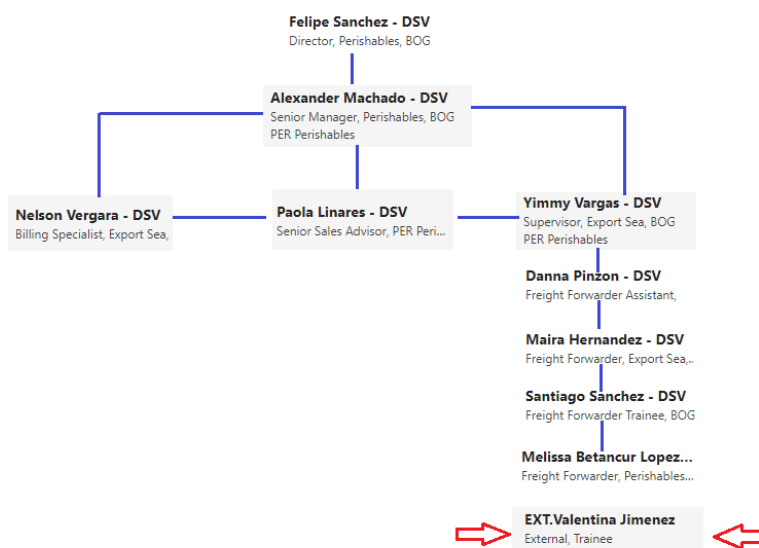 Felipe Sanchez - DSV
Director, Perishables, BOG
Alexander Machado - DSV
Senior Manager, Perishables, BOG
PER Perishables
Nelson Vergara - DSV
Billing Specialist, Export Sea,
Paola Linares - DSV
Senior Sales Advisor, PER Peri...
Yimmy Vargas - DSV
Supervisor, Export Sea, BOG
PER Perishables
Danna Pinzon - DSV
Freight Forwarder Assistant,
Maira Hernandez - DSV
Freight Forwarder, Export Sea,..
Santiago Sanchez - DSV
Freight Forwarder Trainee, BOG
Melissa Betancur Lopez...
Freight Forwarder, Perishables...
EXT.Valentina Jimenez
External, Trainee